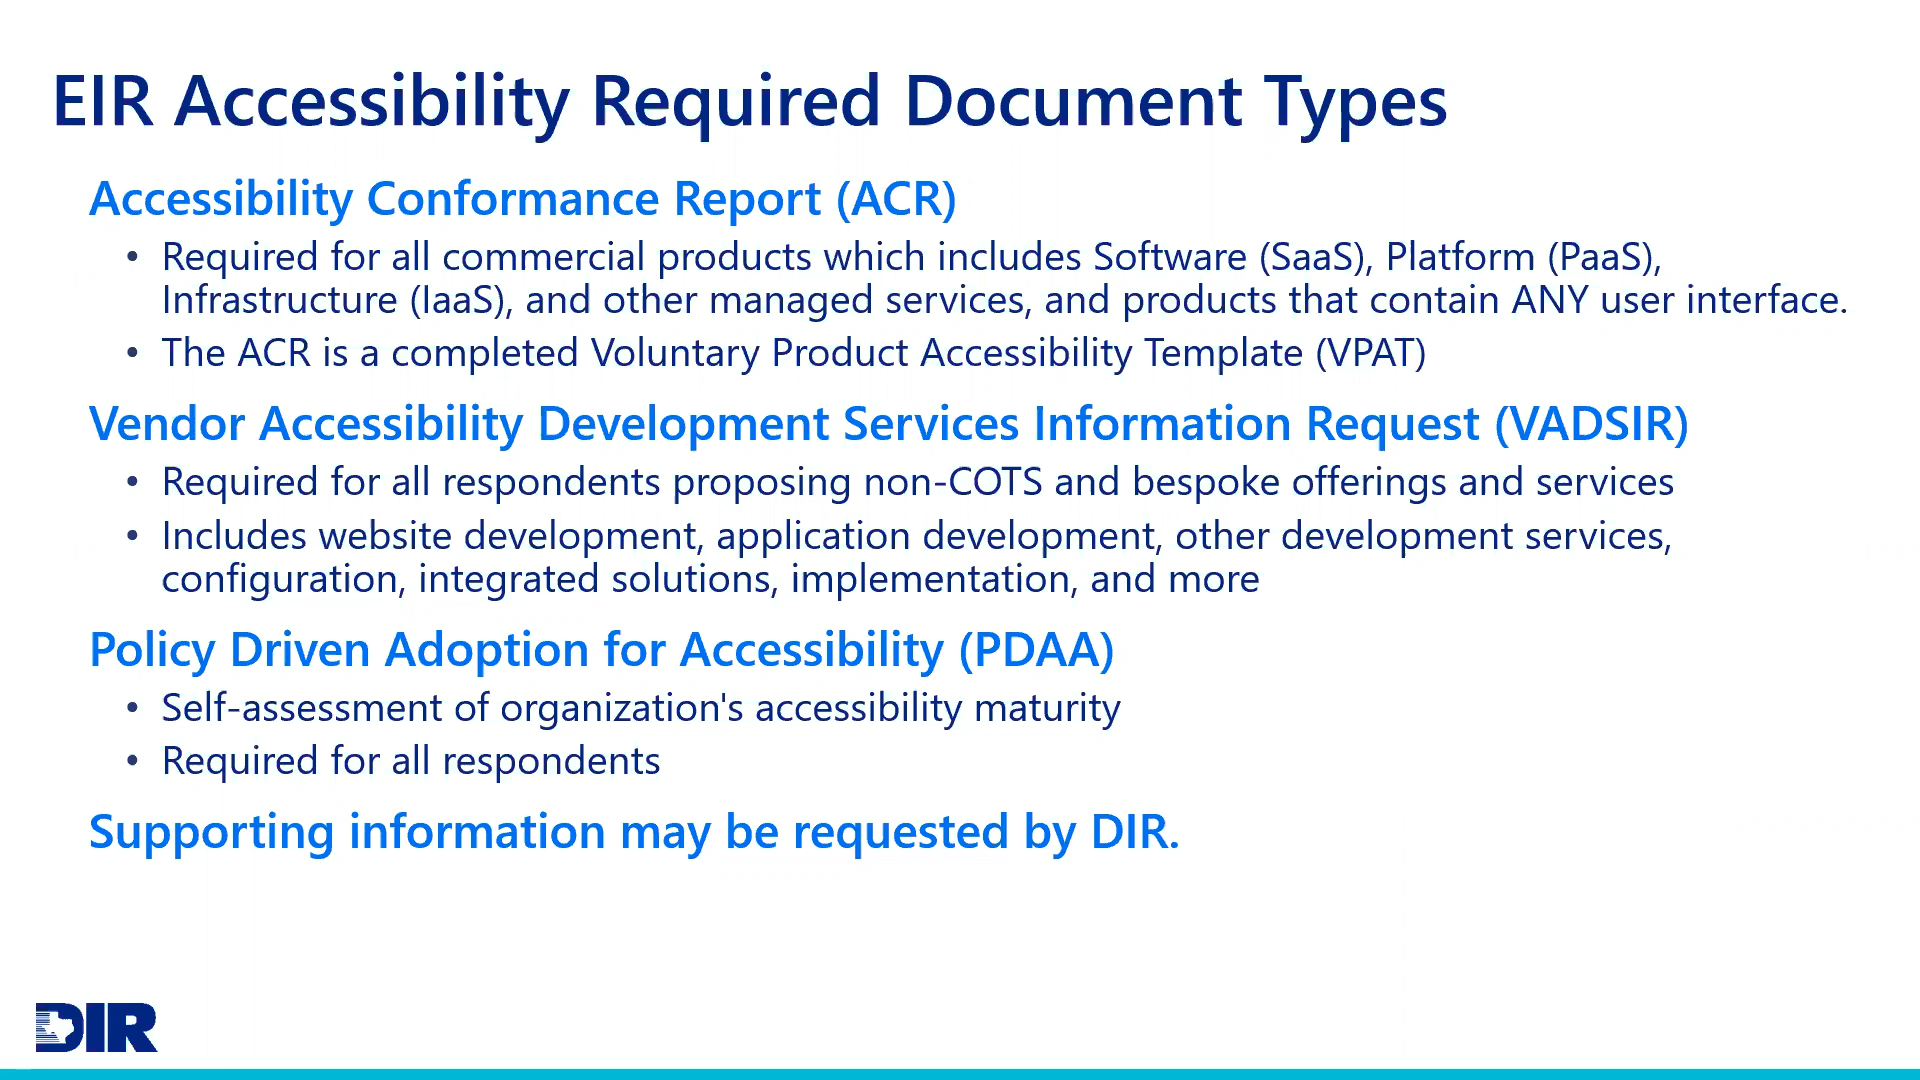 EIR Accessibility Required Document Types
Accessibility Conformance Report (ACR)
• Required for all commercial products which includes Software (SaaS), Platform (PaaS),
Infrastructure (IaaS), and other managed services, and products that contain ANY user interface.
• The ACR is a completed Voluntary Product Accessibility Template (VPAT)
Vendor Accessibility Development Services Information Request (VADSIR)
• Required for all respondents proposing non-COTS and bespoke offerings and services
• Includes website development, application development, other development services,
configuration, integrated solutions, implementation, and more
Policy Driven Adoption for Accessibility (PDAA)
• Self-assessment of organization's accessibility maturity
• Required for all respondents
Supporting information may be requested by DIR.
DIR